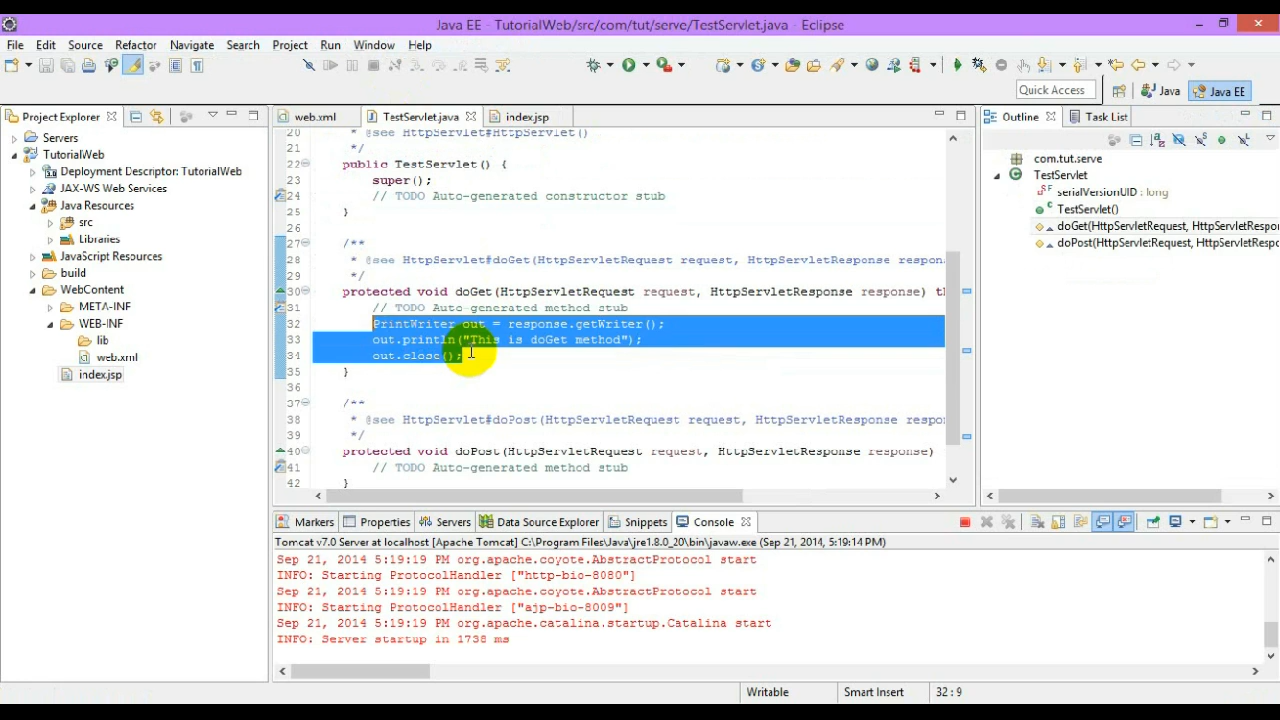 Java EE - TutorialWeb/src/com/tut/serve/TestServlet.java - Eclipse
File Edit Source Refactor Navigate Search Project Run Window Help
Quick Access Java Java EE
Project Explorer
Servers
TutorialWeb
Deployment Descriptor: TutorialWeb
JAX-WS Web Services
Java Resources
src
Libraries
JavaScript Resources
build
WebContent
META-INF
WEB-INF
lib
web.xml
index.jsp
web.xml TestServlet.java index.jsp
20 * @see HttpServlet#HttpServlet()
21 */
22 public TestServlet() {
23 super();
24 // TODO Auto-generated constructor stub
25 }
26
27 /**
28 * @see HttpServlet#doGet(HttpServletRequest request, HttpServletResponse respon
29 */
30 protected void doGet(HttpServletRequest request, HttpServletResponse response) th
31 // TODO Auto-generated method stub
32 PrintWriter out = response.getWriter();
33 out.println("This is doGet method");
34 out.close();
35 }
36
37 /**
38 * @see HttpServlet#doPost(HttpServletRequest request, HttpServletResponse respo
39 */
40 protected void doPost(HttpServletRequest request, HttpServletResponse response)
41 // TODO Auto-generated method stub
42 }
Outline Task List
com.tut.serve
TestServlet
serialVersionUID : long
TestServlet()
doGet(HttpServletRequest, HttpServletRes
doPost(HttpServletRequest, HttpServletRespo
Markers Properties Servers Data Source Explorer Snippets Console
Tomcat v7.0 Server at localhost [Apache Tomcat] C:\Program Files\Java\jre1.8.0_20\bin\javaw.exe (Sep 21, 2014, 5:19:14 PM)
Sep 21, 2014 5:19:19 PM org.apache.coyote.AbstractProtocol start
INFO: Starting ProtocolHandler ["http-bio-8080"]
Sep 21, 2014 5:19:19 PM org.apache.coyote.AbstractProtocol start
INFO: Starting ProtocolHandler ["ajp-bio-8009"]
Sep 21, 2014 5:19:19 PM org.apache.catalina.startup.Catalina start
INFO: Server startup in 1738 ms
Writable Smart Insert 32 : 9